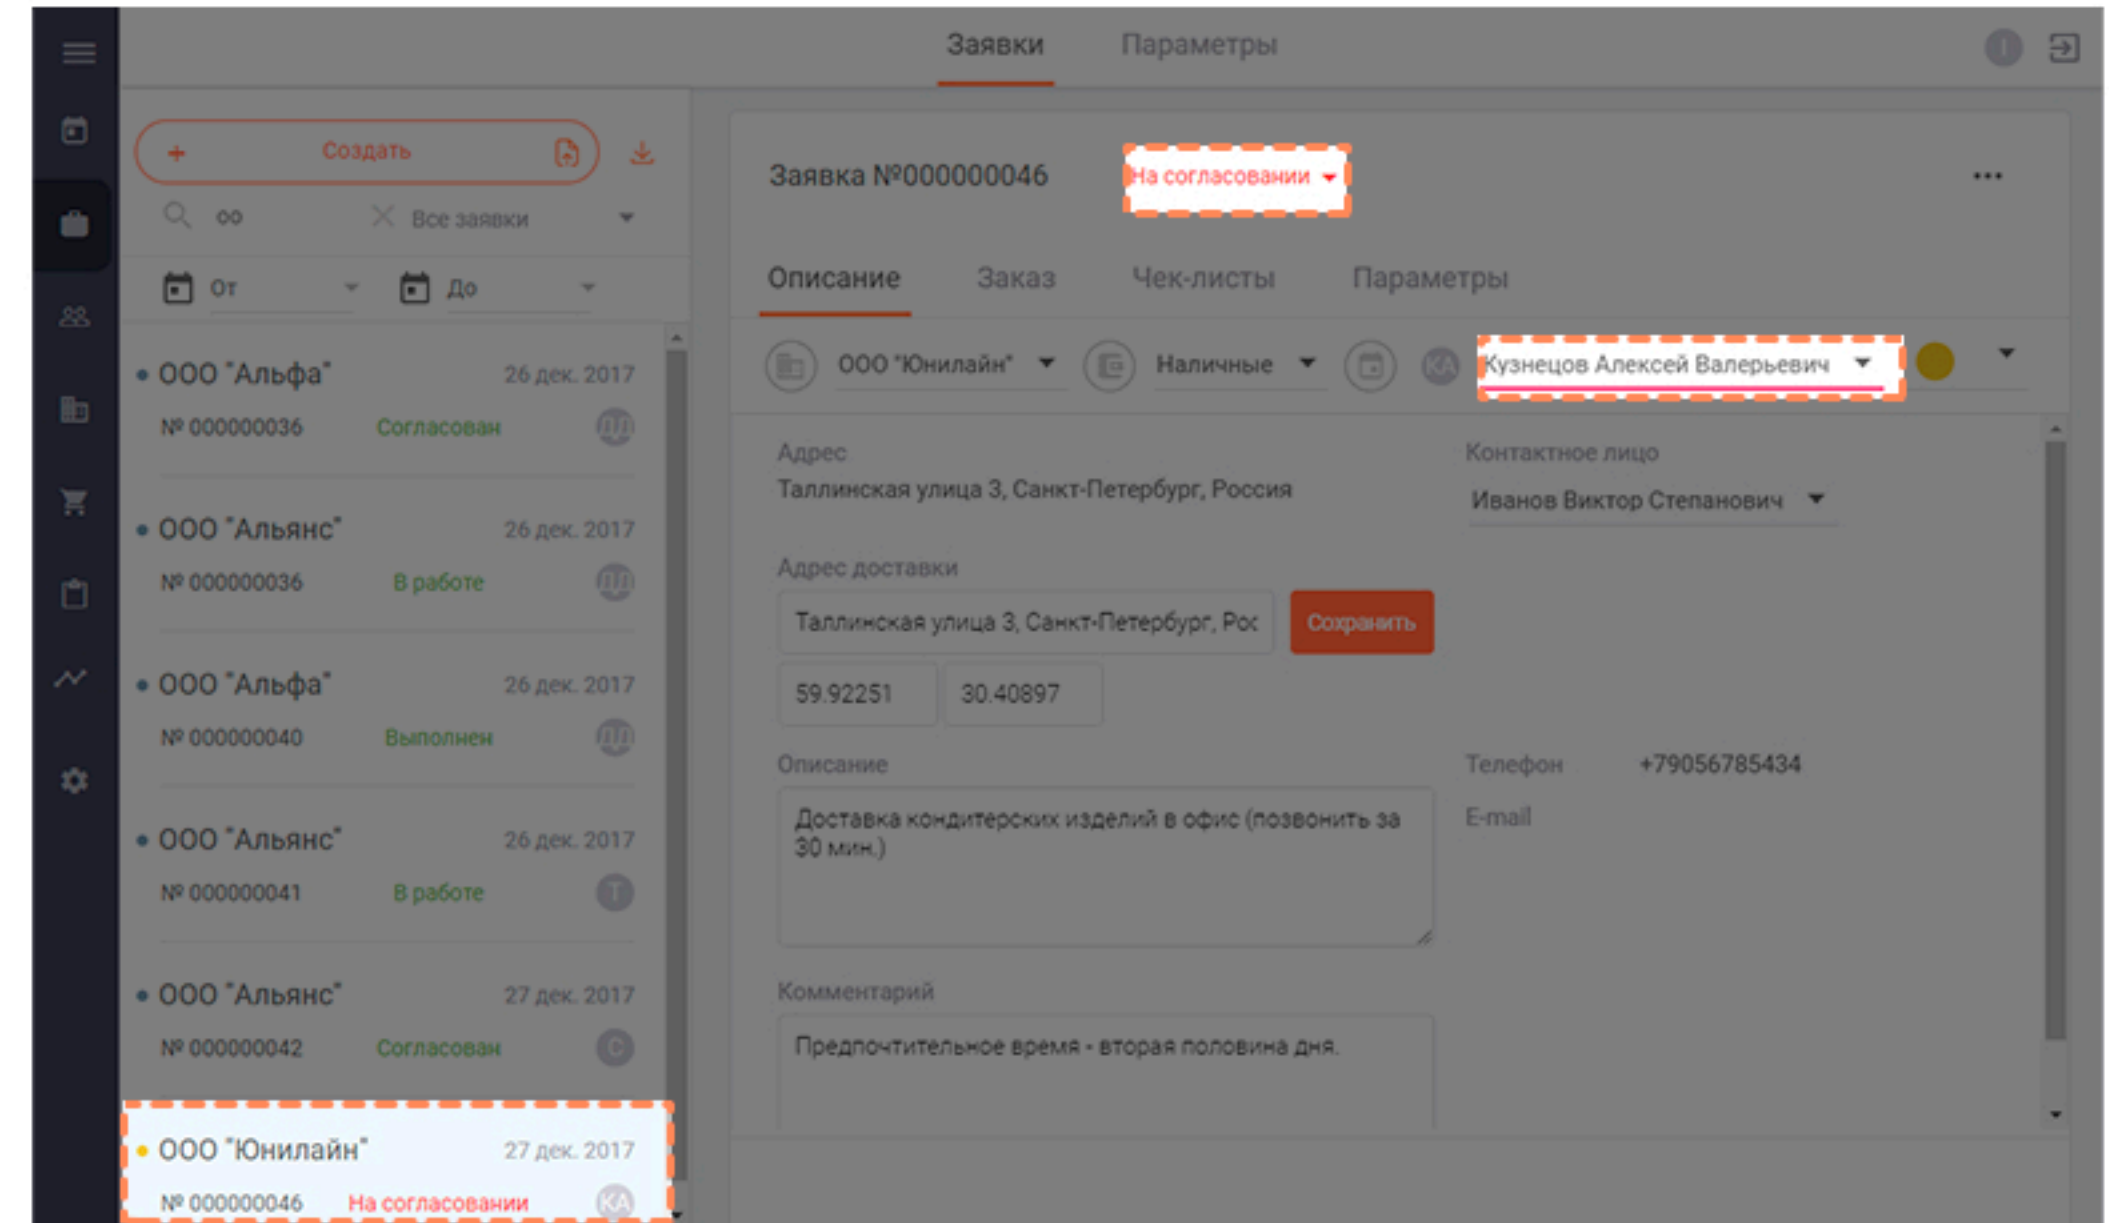 Заявки Параметры
I
+ Создать
оо Все заявки
От До
ООО "Альфа" 26 дек. 2017
№ 000000036 Согласован
ООО "Альянс" 26 дек. 2017
№ 000000036 В работе
ООО "Альфа" 26 дек. 2017
№ 000000040 Выполнен
ООО "Альянс" 26 дек. 2017
№ 000000041 В работе T
ООО "Альянс" 27 дек. 2017
№ 000000042 Согласован C
ООО "Юнилайн" 27 дек. 2017
№ 000000046 На согласовании КА
Заявка №000000046 На согласовании
Описание Заказ Чек-листы Параметры
ООО "Юнилайн" Наличные КА Кузнецов Алексей Валерьевич
Адрес
Таллинская улица 3, Санкт-Петербург, Россия
Контактное лицо
Иванов Виктор Степанович
Адрес доставки
Таллинская улица 3, Санкт-Петербург, Рос Сохранить
59.92251 30.40897
Описание
Доставка кондитерских изделий в офис (позвонить за
30 мин.)
Телефон +79056785434
E-mail
Комментарий
Предпочтительное время - вторая половина дня.